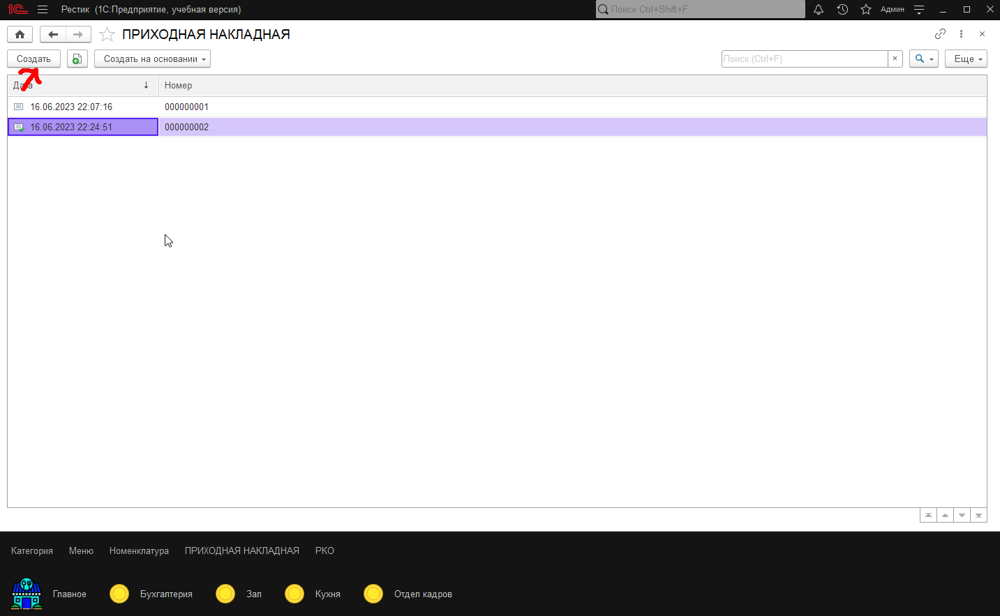 1С Рестик (1С:Предприятие, учебная версия) Поиск Ctrl+Shift+F Админ
ПРИХОДНАЯ НАКЛАДНАЯ
Создать Создать на основании Поиск (Ctrl+F) × Еще
Дата ↓ Номер
16.06.2023 22:07:16 000000001
16.06.2023 22:24:51 000000002
Категория Меню Номенклатура ПРИХОДНАЯ НАКЛАДНАЯ РКО
Главное Бухгалтерия Зал Кухня Отдел кадров